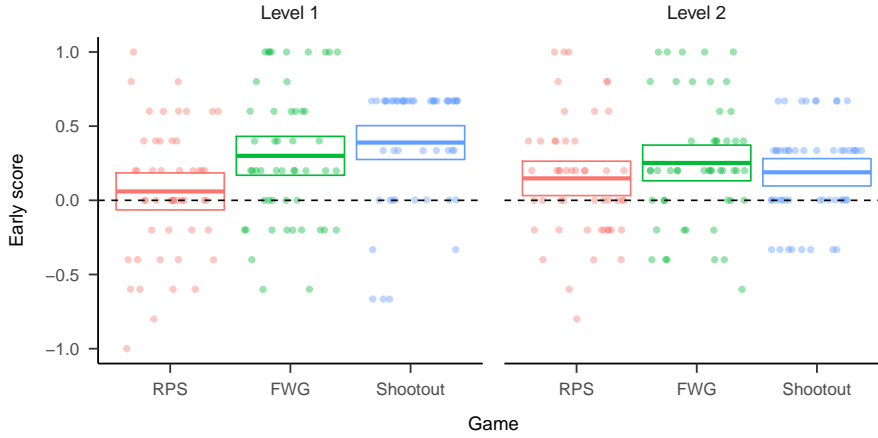 Level 1
Level 2
Early score
1.0
0.5
0.0
−0.5
−1.0
RPS
FWG
Shootout
RPS
FWG
Shootout
Game